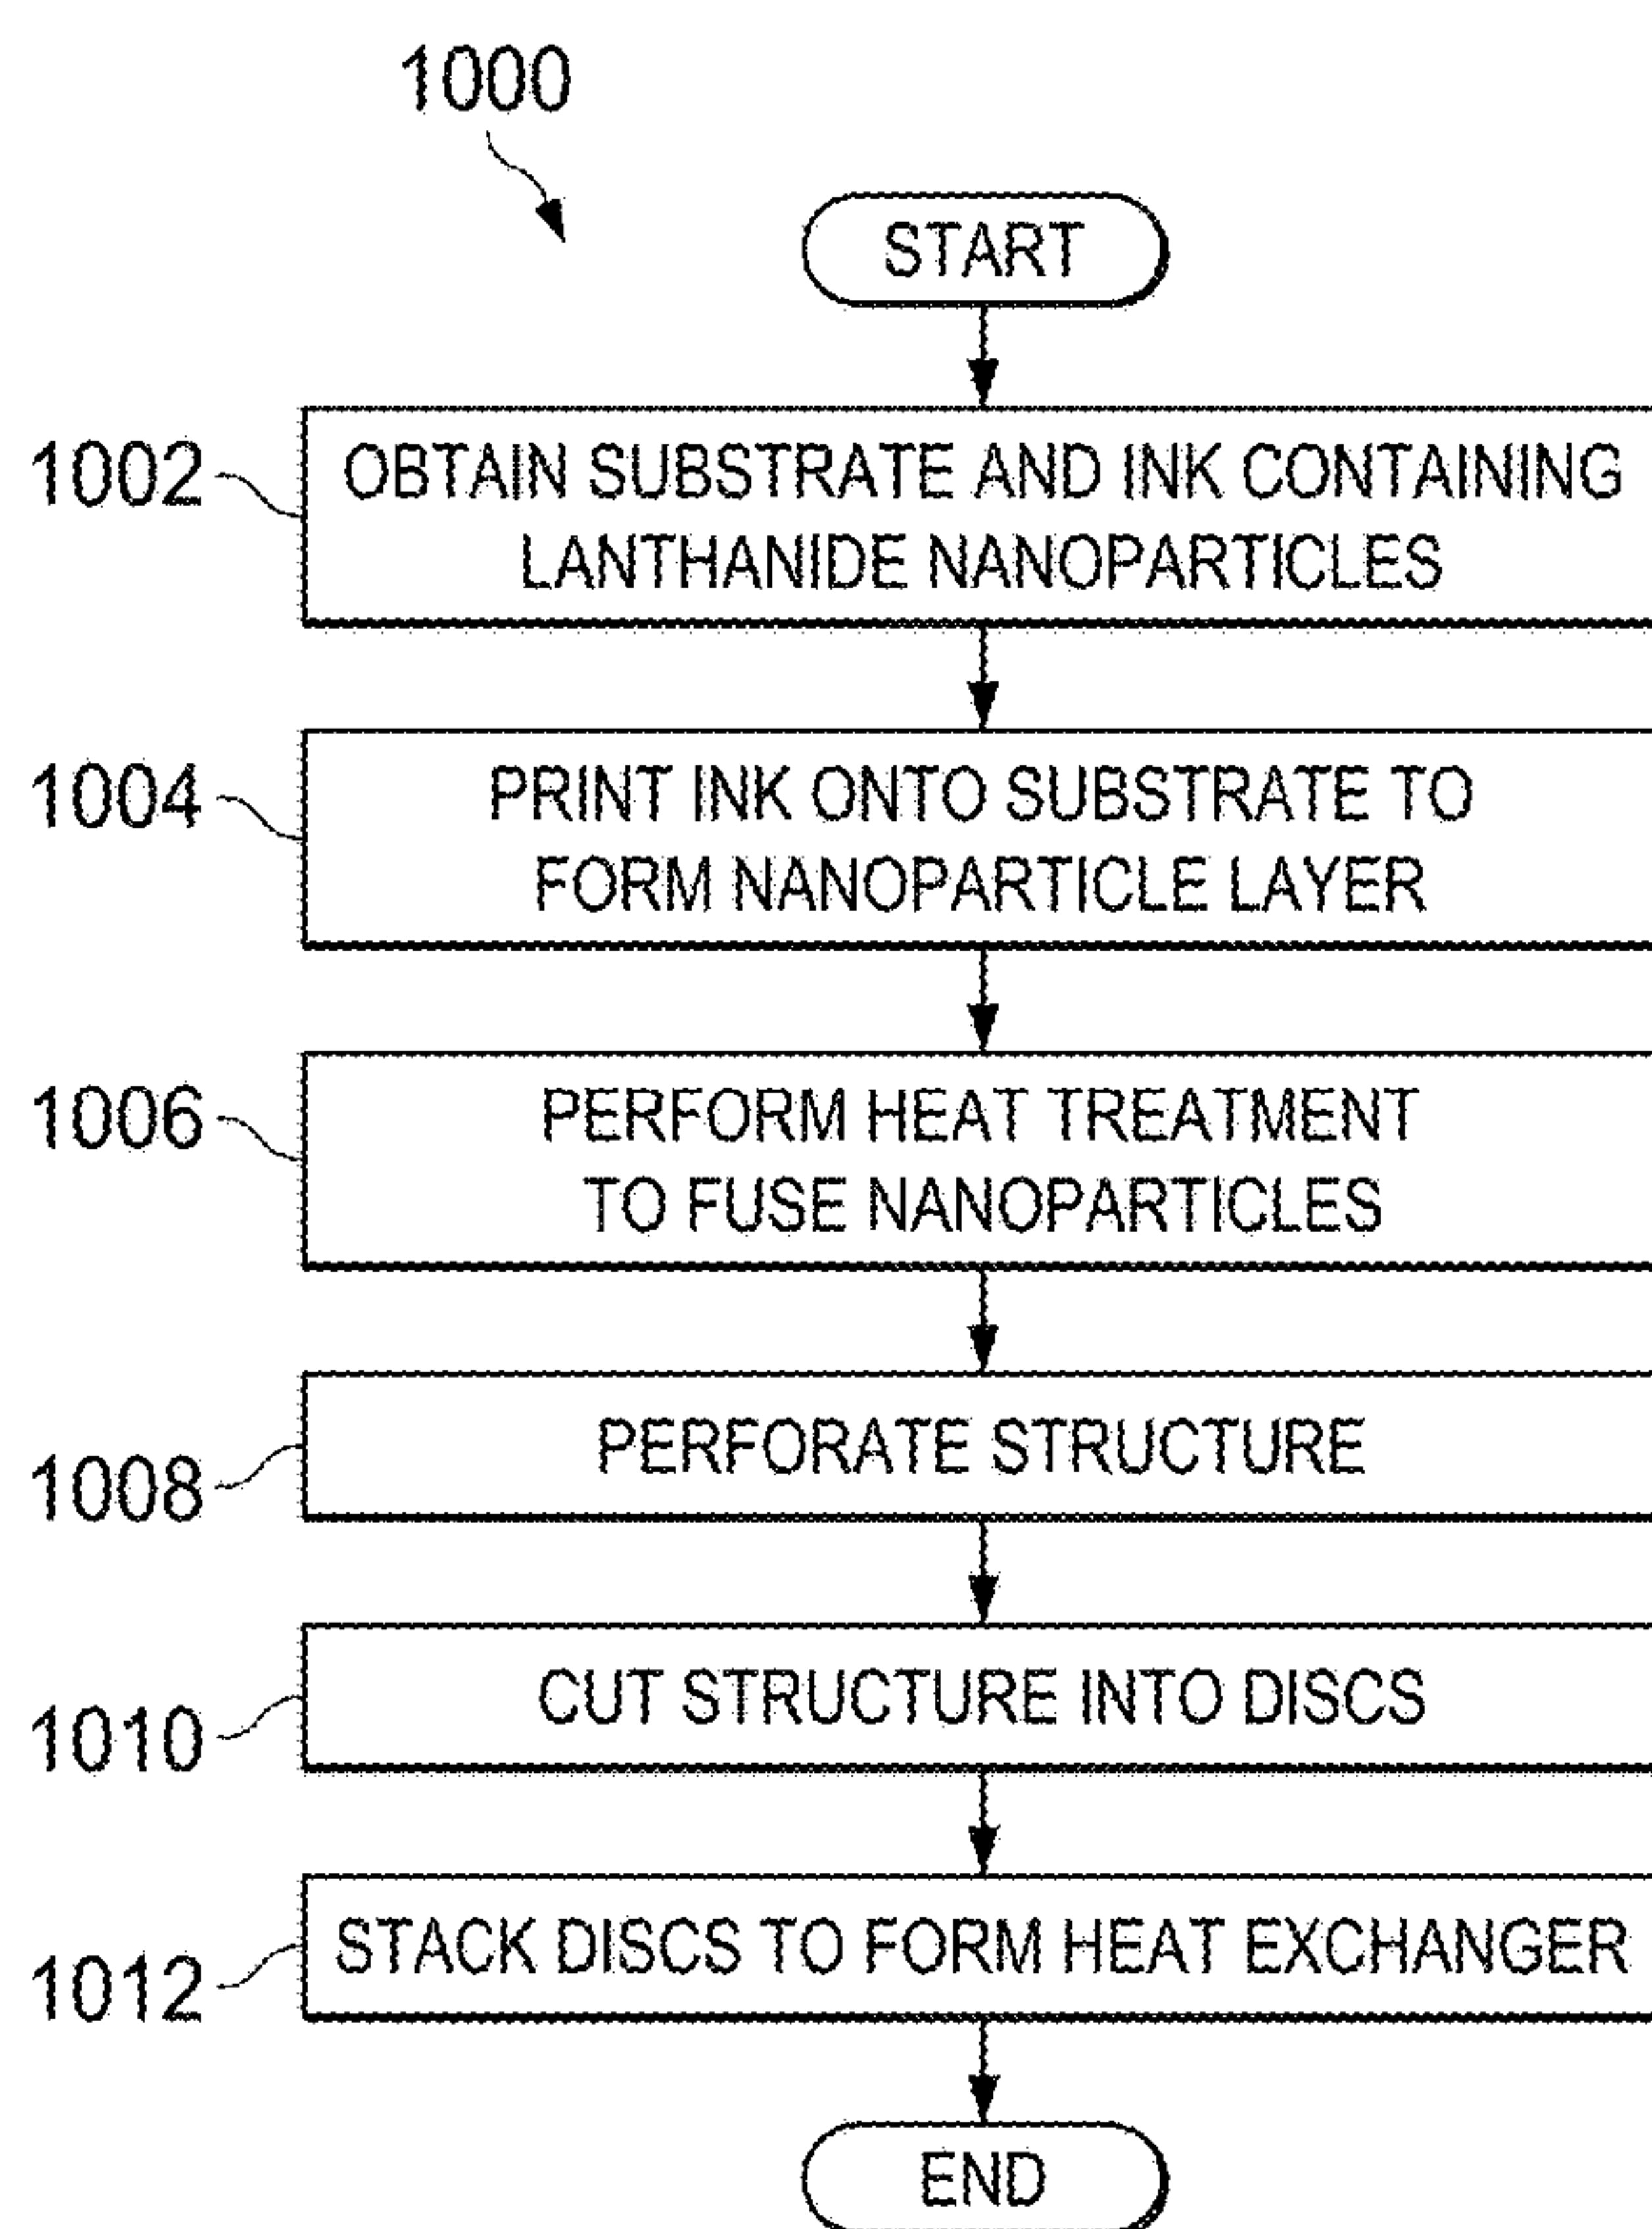 1000
START
1002
OBTAIN SUBSTRATE AND INK CONTAINING
LANTHANIDE NANOPARTICLES
1004
PRINT INK ONTO SUBSTRATE TO
FORM NANOPARTICLE LAYER
1006
PERFORM HEAT TREATMENT
TO FUSE NANOPARTICLES
1008
PERFORATE STRUCTURE
1010
CUT STRUCTURE INTO DISCS
1012
STACK DISCS TO FORM HEAT EXCHANGER
END